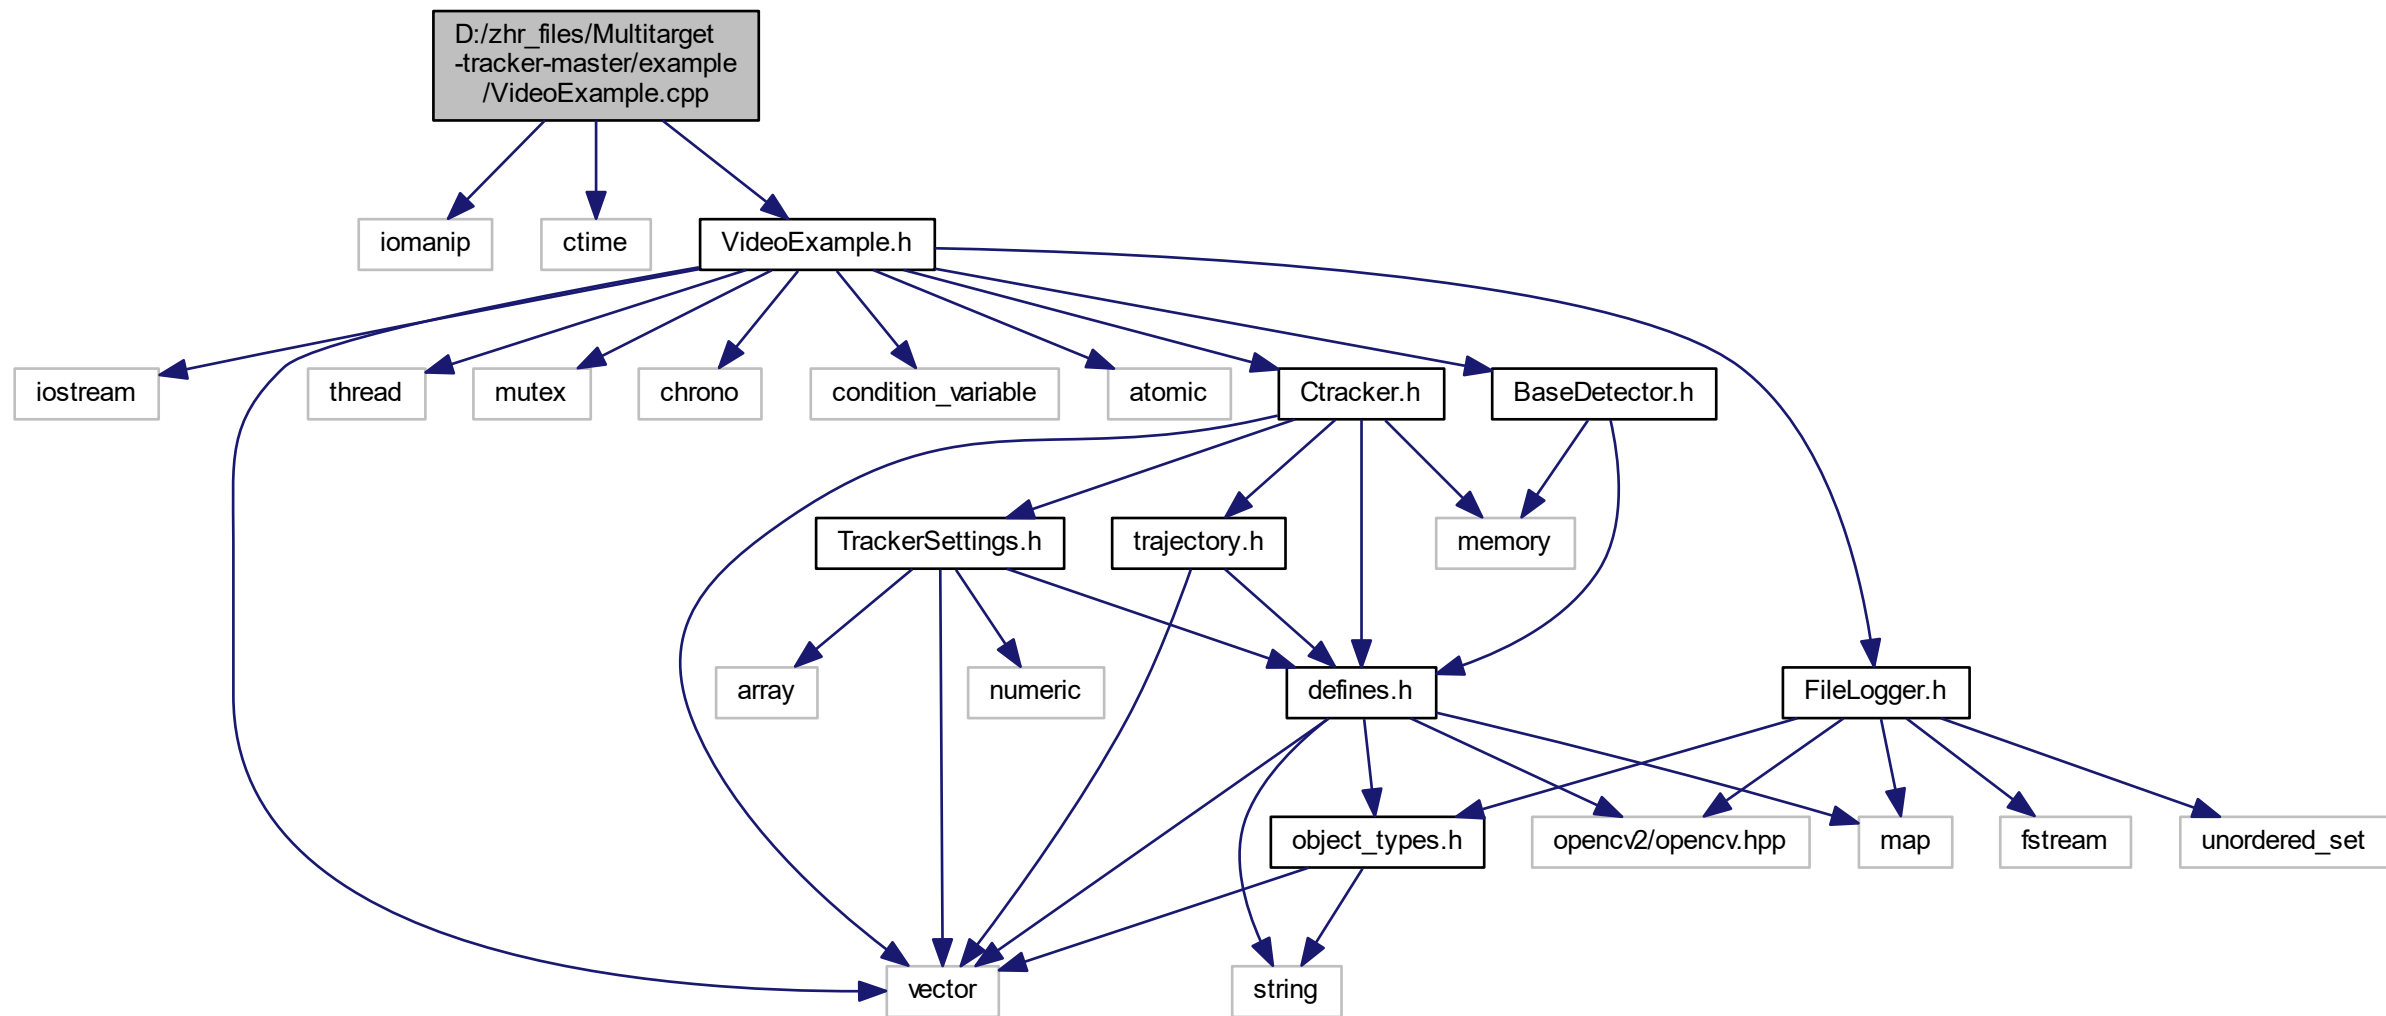 D:/zhr_files/Multitarget
-tracker-master/example
/VideoExample.cpp
iomanip
ctime
VideoExample.h
iostream
thread
mutex
chrono
condition_variable
atomic
Ctracker.h
BaseDetector.h
TrackerSettings.h
trajectory.h
memory
array
numeric
defines.h
FileLogger.h
object_types.h
opencv2/opencv.hpp
map
fstream
unordered_set
vector
string